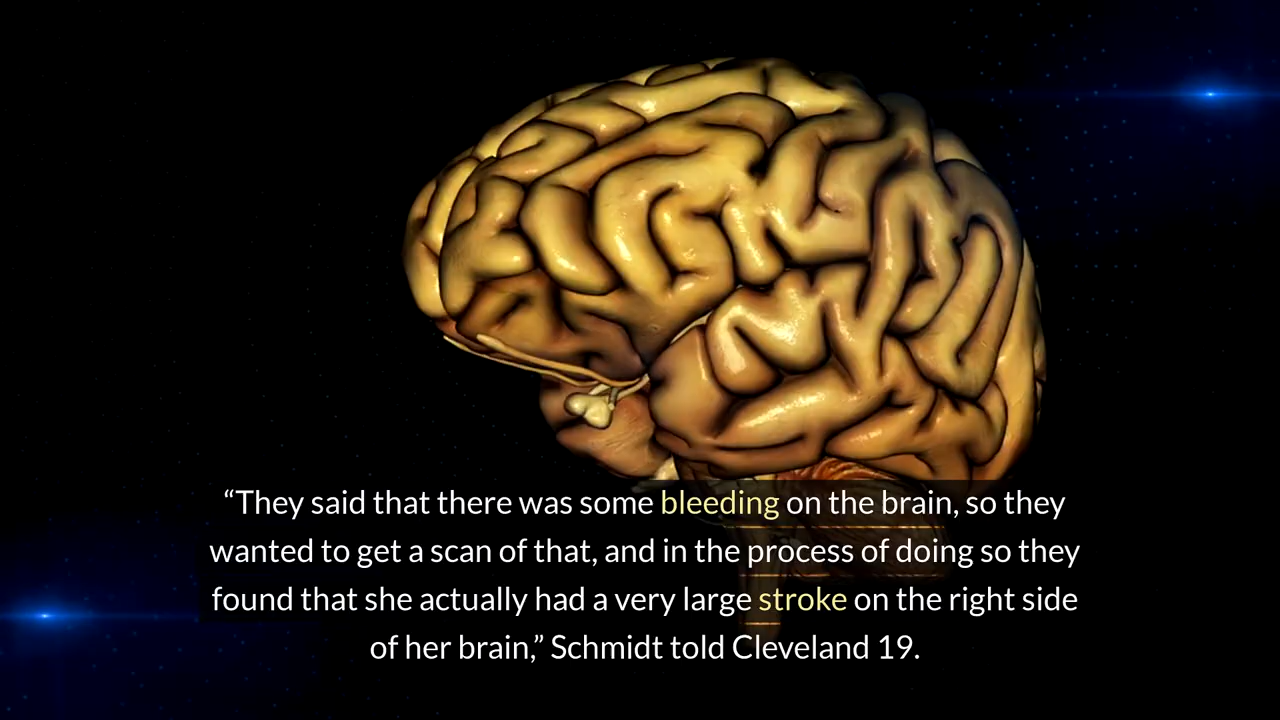 “They said that there was some bleeding on the brain, so they
wanted to get a scan of that, and in the process of doing so they
found that she actually had a very large stroke on the right side
of her brain,” Schmidt told Cleveland 19.